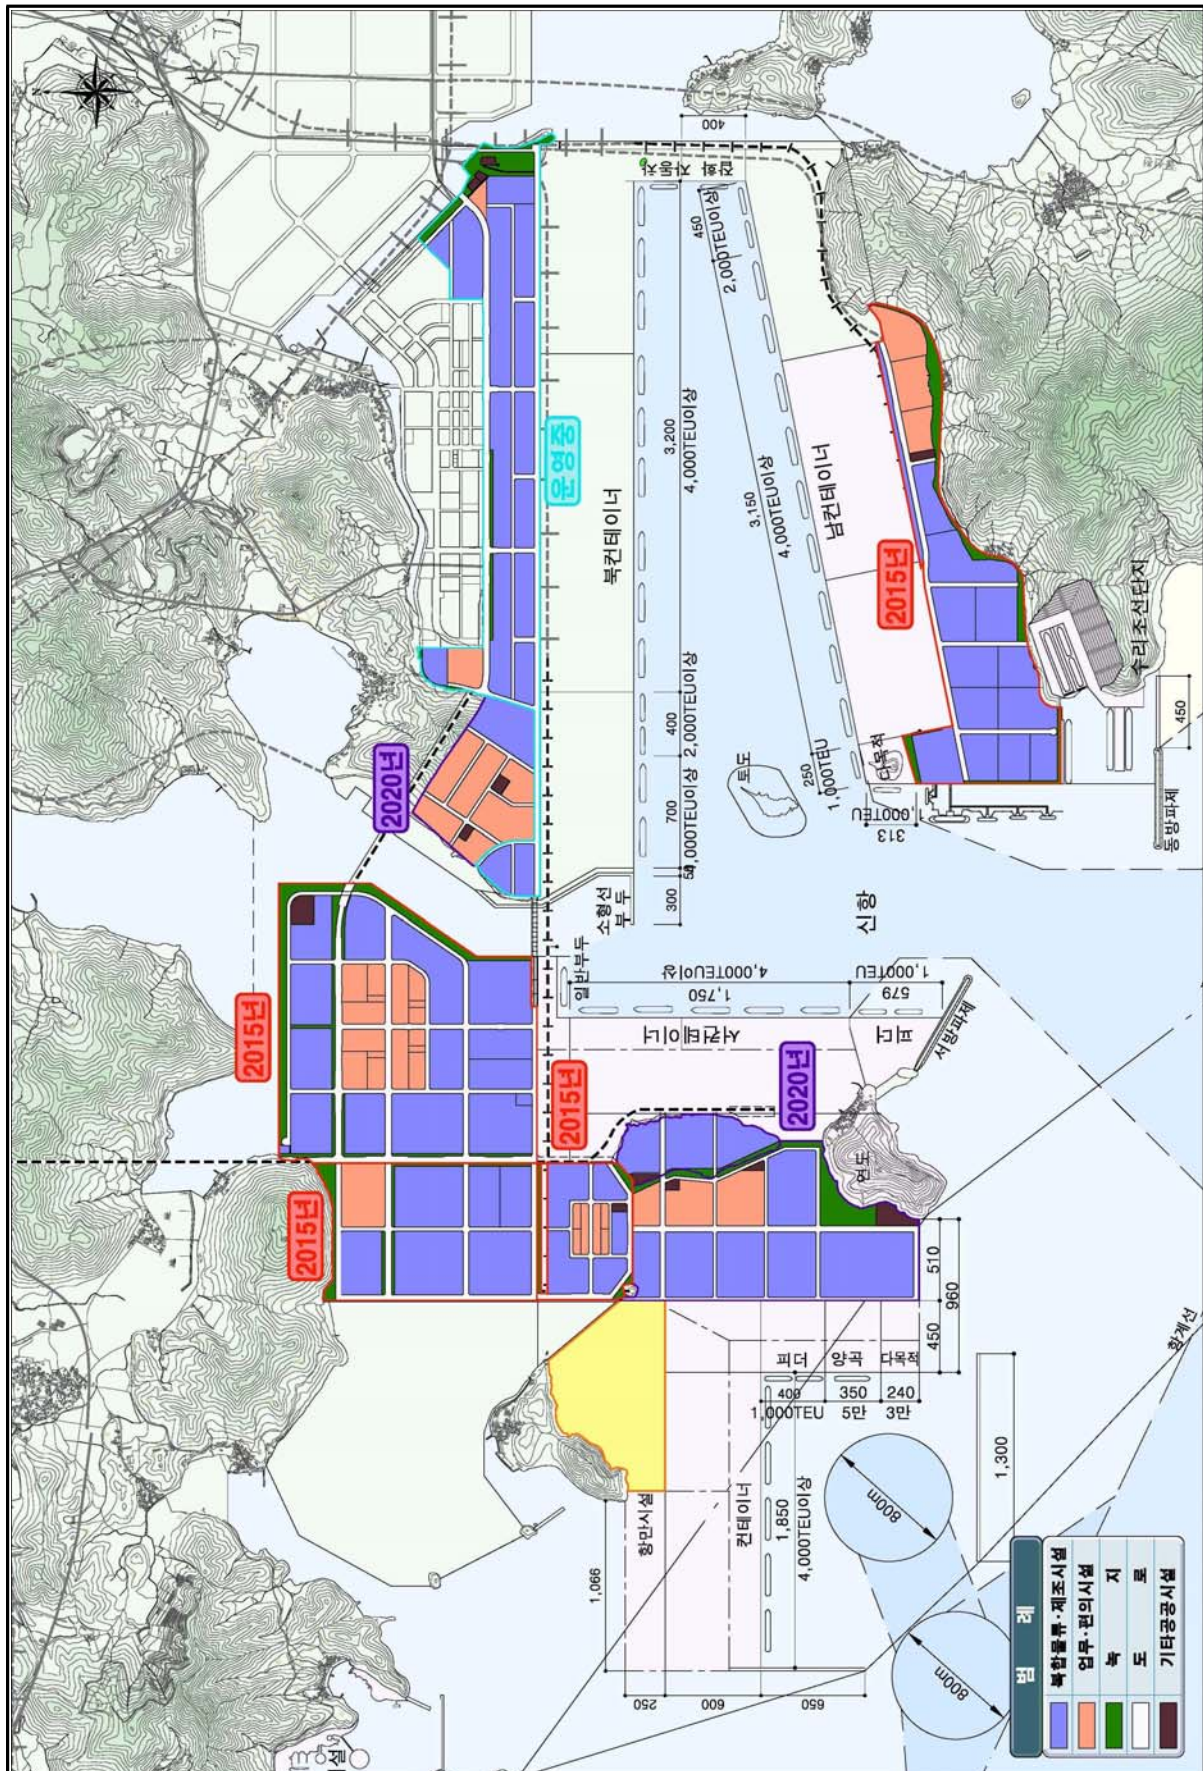 자동차
잡화
400
450
2,000TEU이상
운영중
북컨테이너
3,200
4,000TEU이상
3,150
4,000TEU이상
남컨테이너
2015년
수리조선단지
450
동방파제
2020년
400
2,000TEU이상
700
4,000TEU이상
50
300
소형선
부두
토도
250
1,000TEU
다목적
1,000TEU
313
신항
2015년
일반부두
4,000TEU이상
1,750
1,000TEU
579
서컨테이너
피더
서방파제
2015년
2020년
연도
2015년
510
960
450
피더
양곡
다목적
400
350
240
1,000TEU
5만
3만
항계선
항만시설
컨테이너
1,850
4,000TEU이상
1,066
250
600
650
1,300
800m
800m
범 례
복합물류·제조시설
업무·편의시설
녹 지
도 로
기타공공시설